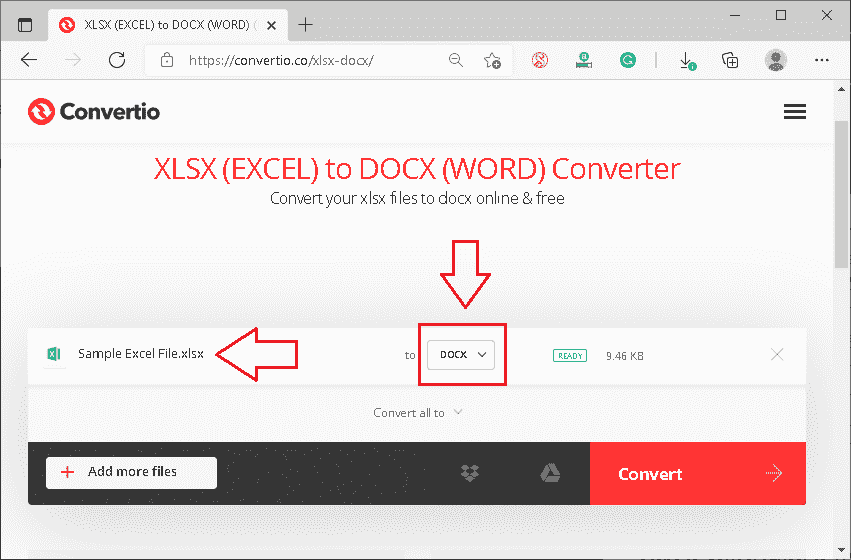 XLSX (EXCEL) to DOCX (WORD) (
https://convertio.co/xlsx-docx/
Convertio
XLSX (EXCEL) to DOCX (WORD) Converter
Convert your xlsx files to docx online & free
Sample Excel File.xlsx to DOCX READY 9.46 KB
Convert all to
Add more files Convert